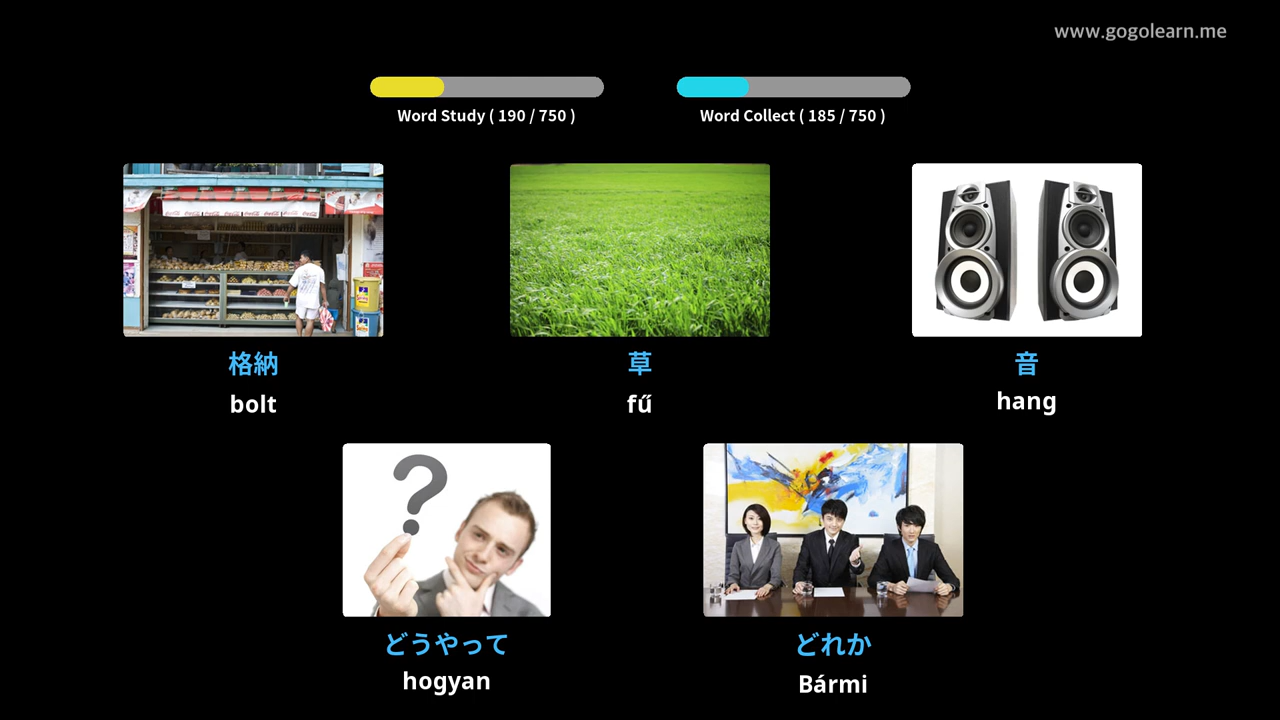 www.gogolearn.me
Word Study ( 190 / 750 )
Word Collect ( 185 / 750 )
格納
草
音
bolt
fű
hang
どうやって
どれか
hogyan
Bármi